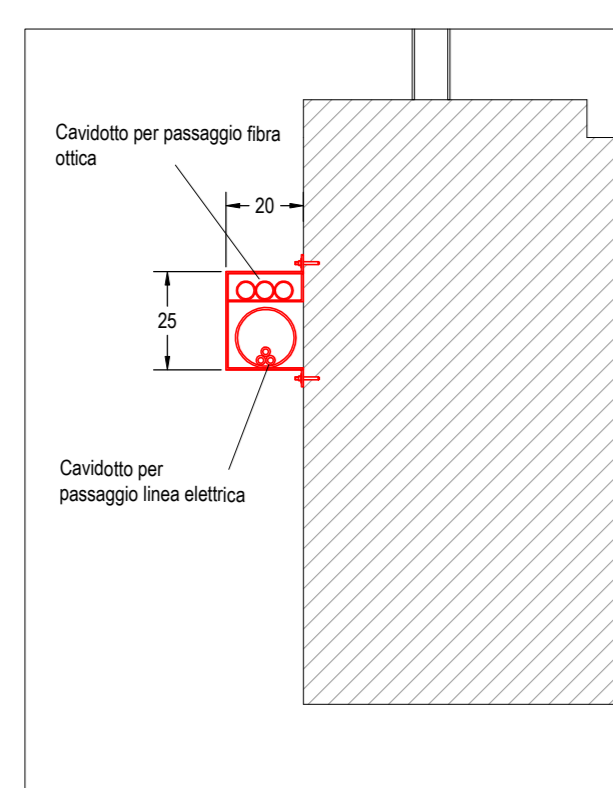 Cavidotto per passaggio fibra
ottica
20
25
Cavidotto per
passaggio linea elettrica